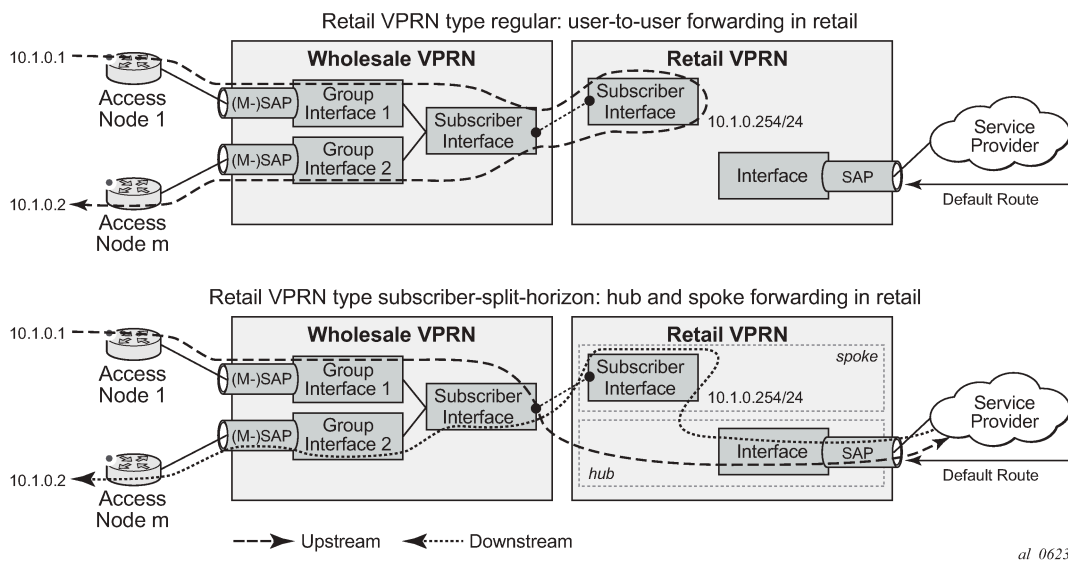 Retail VPRN type regular: user-to-user forwarding in retail
10.1.0.1
Access
Node 1
Wholesale VPRN
(M-)SAP
Group
Interface 1
(M-)SAP
Group
Interface 2
Subscriber
Interface
Retail VPRN
Subscriber
Interface
10.1.0.254/24
Interface
SAP
Service
Provider
Default Route
10.1.0.2
Access
Node m
Retail VPRN type subscriber-split-horizon: hub and spoke forwarding in retail
10.1.0.1
Access
Node 1
Wholesale VPRN
(M-)SAP
Group
Interface 1
(M-)SAP
Group
Interface 2
Subscriber
Interface
Retail VPRN
spoke
Subscriber
Interface
10.1.0.254/24
Interface
SAP
hub
Service
Provider
Default Route
10.1.0.2
Access
Node m
Upstream
Downstream
al_0623